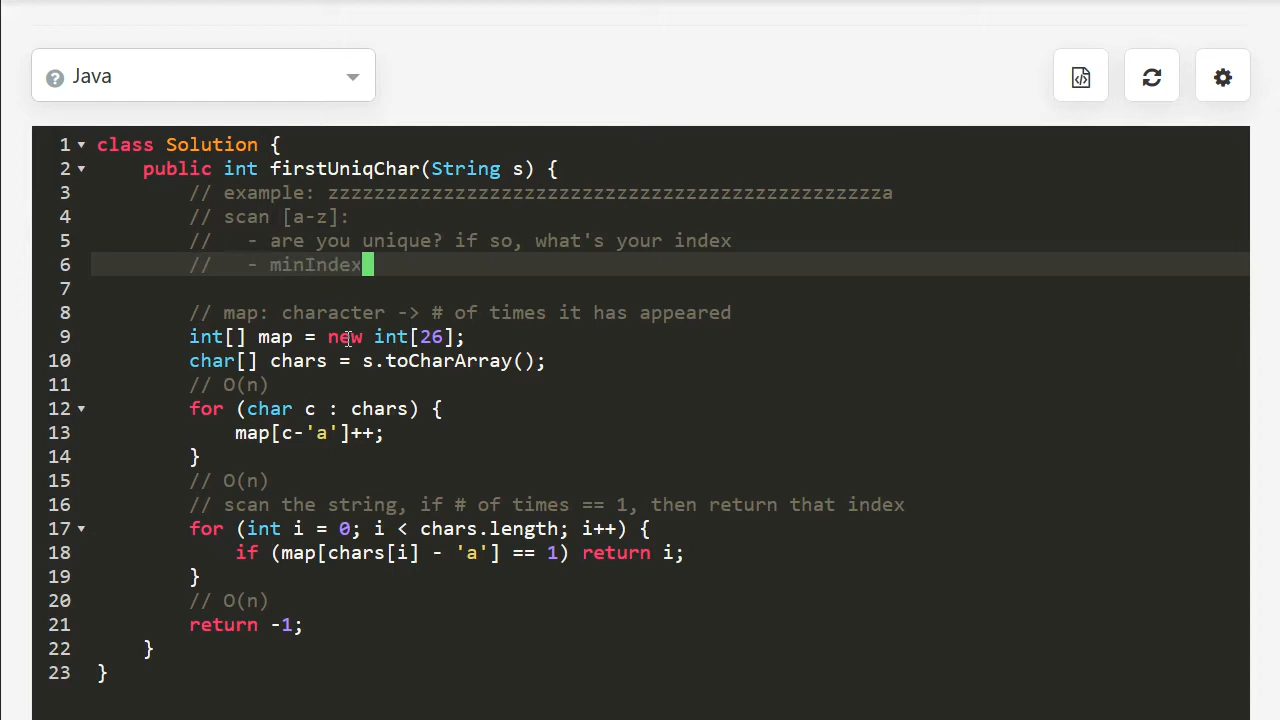 Java
1 class Solution {
2 public int firstUniqChar(String s) {
3 // example: zzzzzzzzzzzzzzzzzzzzzzzzzzzzzzzzzzzzzzzzzzzzzzzza
4 // scan [a-z]:
5 //   - are you unique? if so, what's your index
6 //   - minIndex
7
8 // map: character -> # of times it has appeared
9 int[] map = new int[26];
10 char[] chars = s.toCharArray();
11 // O(n)
12 for (char c : chars) {
13 map[c-'a']++;
14 }
15 // O(n)
16 // scan the string, if # of times == 1, then return that index
17 for (int i = 0; i < chars.length; i++) {
18 if (map[chars[i] - 'a'] == 1) return i;
19 }
20 // O(n)
21 return -1;
22 }
23 }